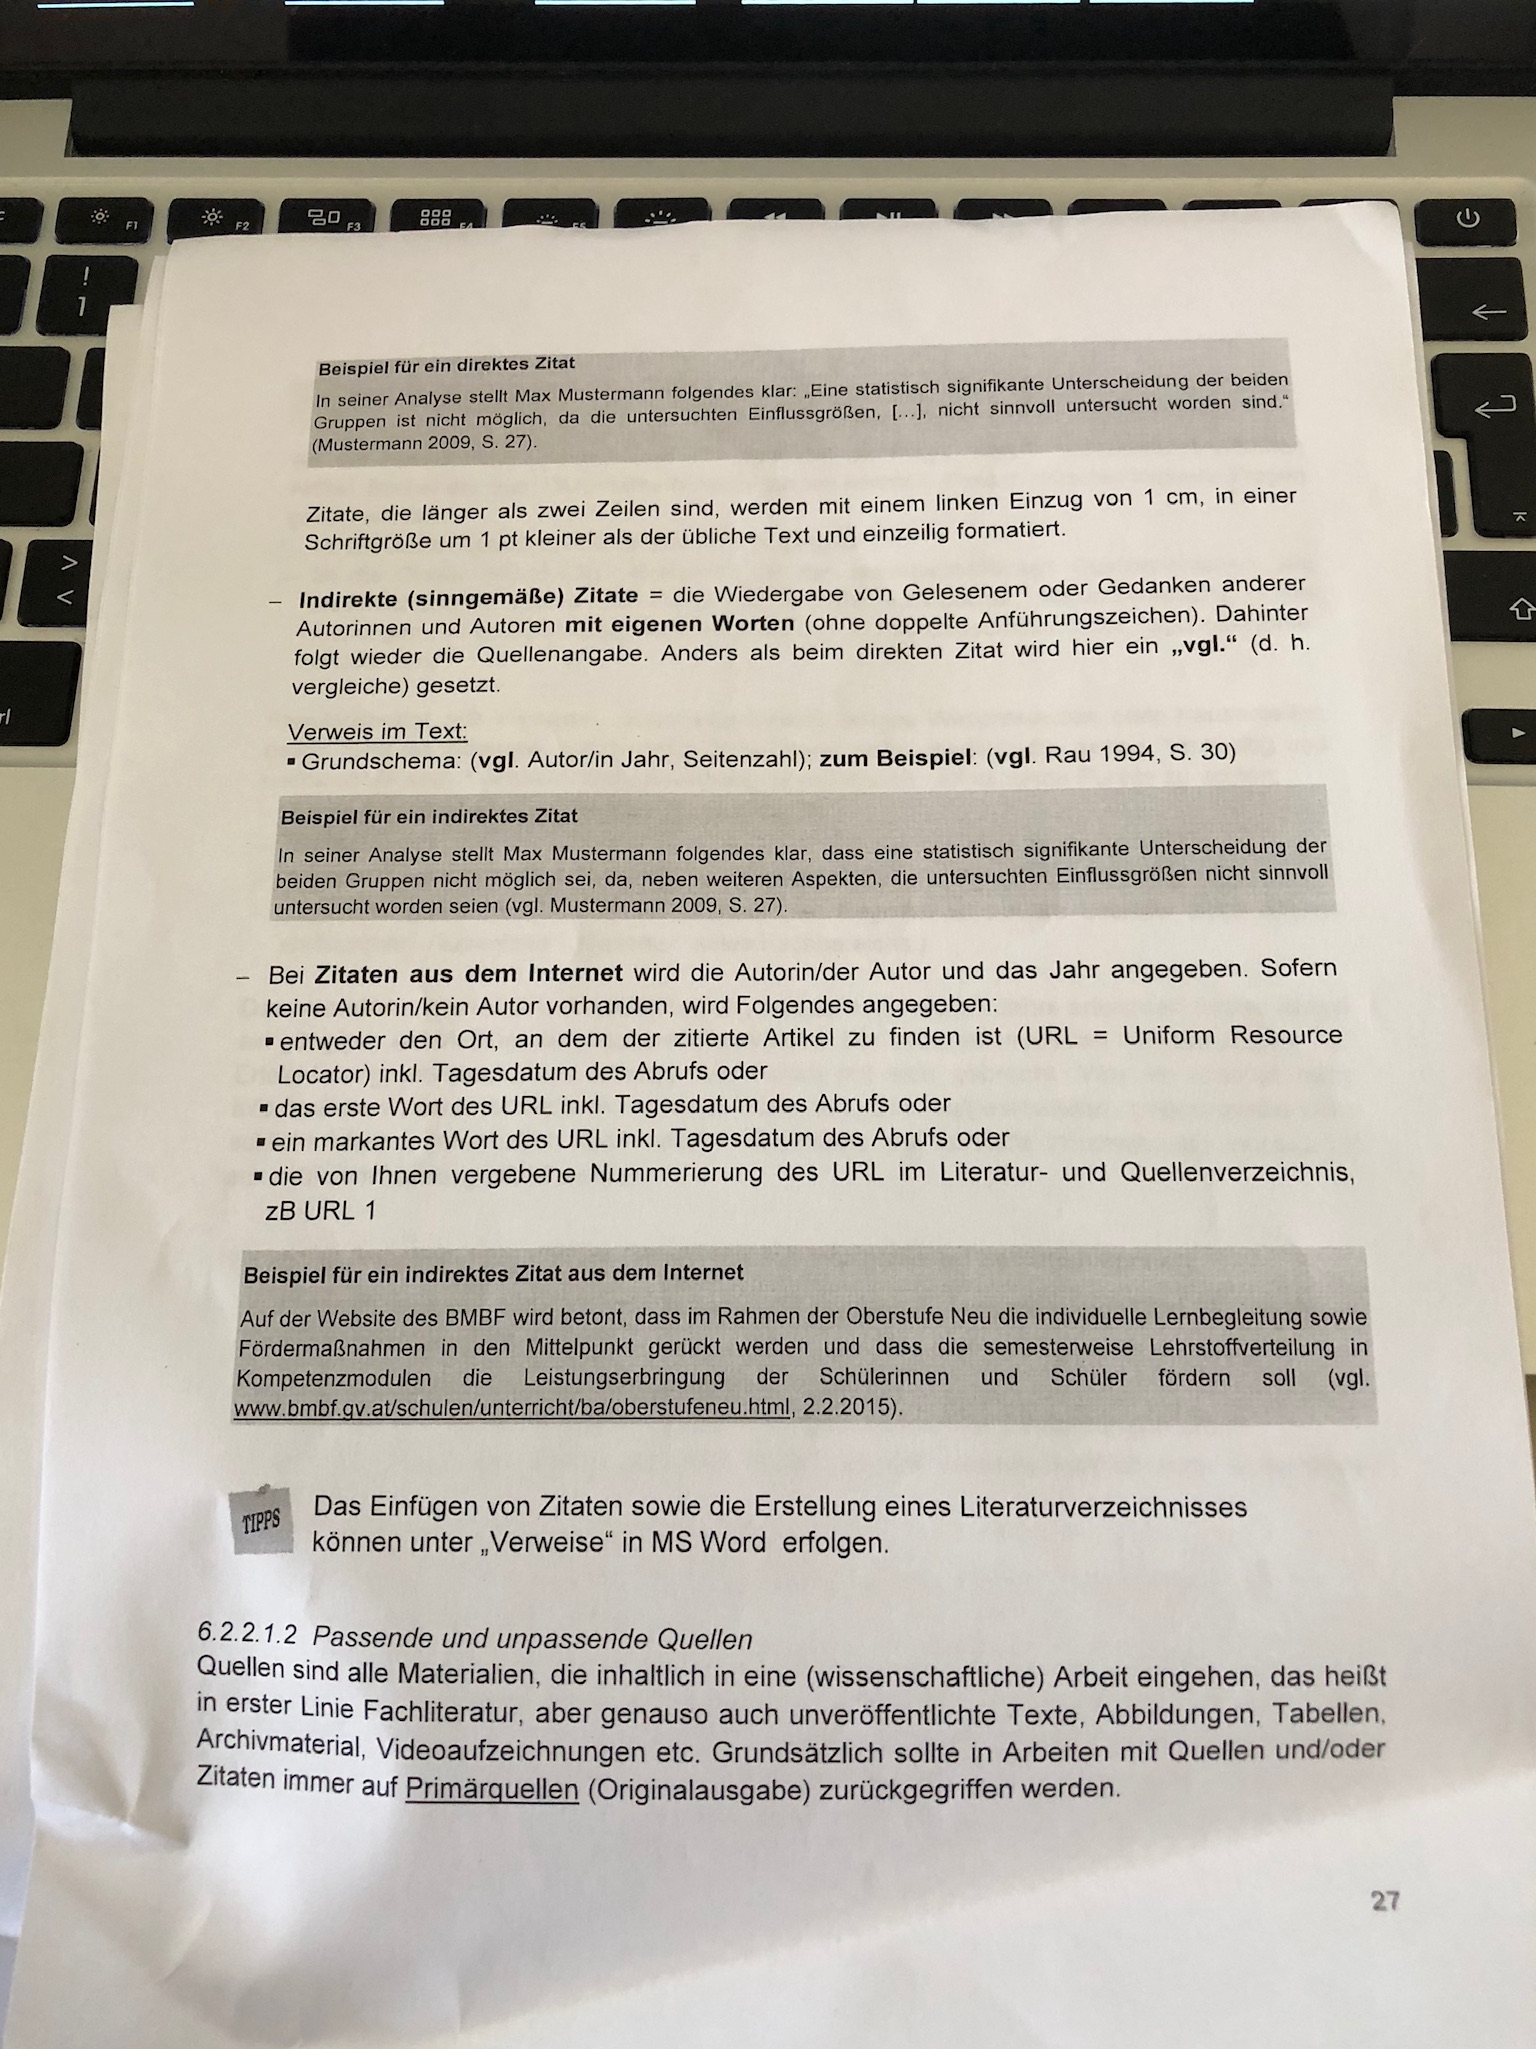 F1
F2
F3
F4
F5
!
1
>
<
rl
Beispiel für ein direktes Zitat
In seiner Analyse stellt Max Mustermann folgendes klar: „Eine statistisch signifikante Unterscheidung der beiden
Gruppen ist nicht möglich, da die untersuchten Einflussgrößen, [...], nicht sinnvoll untersucht worden sind.“
(Mustermann 2009, S. 27).
Zitate, die länger als zwei Zeilen sind, werden mit einem linken Einzug von 1 cm, in einer
Schriftgröße um 1 pt kleiner als der übliche Text und einzeilig formatiert.
– Indirekte (sinngemäße) Zitate = die Wiedergabe von Gelesenem oder Gedanken anderer
Autorinnen und Autoren mit eigenen Worten (ohne doppelte Anführungszeichen). Dahinter
folgt wieder die Quellenangabe. Anders als beim direkten Zitat wird hier ein „vgl.“ (d. h.
vergleiche) gesetzt.
Verweis im Text:
▪ Grundschema: (vgl. Autor/in Jahr, Seitenzahl); zum Beispiel: (vgl. Rau 1994, S. 30)
Beispiel für ein indirektes Zitat
In seiner Analyse stellt Max Mustermann folgendes klar, dass eine statistisch signifikante Unterscheidung der
beiden Gruppen nicht möglich sei, da, neben weiteren Aspekten, die untersuchten Einflussgrößen nicht sinnvoll
untersucht worden seien (vgl. Mustermann 2009, S. 27).
– Bei Zitaten aus dem Internet wird die Autorin/der Autor und das Jahr angegeben. Sofern
keine Autorin/kein Autor vorhanden, wird Folgendes angegeben:
▪ entweder den Ort, an dem der zitierte Artikel zu finden ist (URL = Uniform Resource
Locator) inkl. Tagesdatum des Abrufs oder
▪ das erste Wort des URL inkl. Tagesdatum des Abrufs oder
▪ ein markantes Wort des URL inkl. Tagesdatum des Abrufs oder
▪ die von Ihnen vergebene Nummerierung des URL im Literatur- und Quellenverzeichnis,
zB URL 1
Beispiel für ein indirektes Zitat aus dem Internet
Auf der Website des BMBF wird betont, dass im Rahmen der Oberstufe Neu die individuelle Lernbegleitung sowie
Fördermaßnahmen in den Mittelpunkt gerückt werden und dass die semesterweise Lehrstoffverteilung in
Kompetenzmodulen die Leistungserbringung der Schülerinnen und Schüler fördern soll (vgl.
www.bmbf.gv.at/schulen/unterricht/ba/oberstufeneu.html, 2.2.2015).
TIPPS
Das Einfügen von Zitaten sowie die Erstellung eines Literaturverzeichnisses
können unter „Verweise“ in MS Word erfolgen.
6.2.2.1.2 Passende und unpassende Quellen
Quellen sind alle Materialien, die inhaltlich in eine (wissenschaftliche) Arbeit eingehen, das heißt
in erster Linie Fachliteratur, aber genauso auch unveröffentlichte Texte, Abbildungen, Tabellen,
Archivmaterial, Videoaufzeichnungen etc. Grundsätzlich sollte in Arbeiten mit Quellen und/oder
Zitaten immer auf Primärquellen (Originalausgabe) zurückgegriffen werden.
27